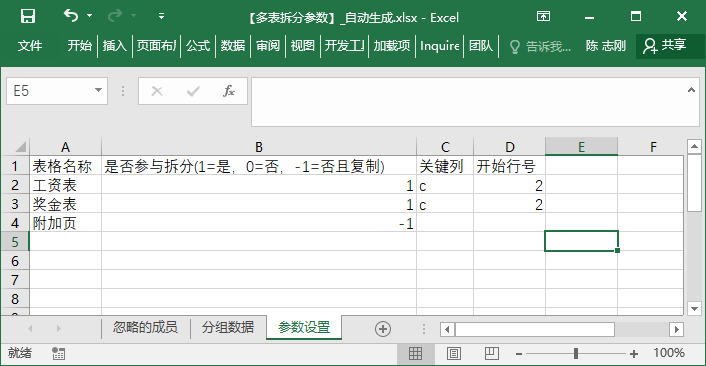 【多表拆分参数】_自动生成.xlsx - Excel
文件 开始 插入 页面布局 公式 数据 审阅 视图 开发工具 加载项 Inquire 团队 告诉我... 陈 志刚 共享
E5 fx
A B C D E F
1 表格名称 是否参与拆分(1=是，0=否，-1=否且复制) 关键列 开始行号
2 工资表 1 c 2
3 奖金表 1 c 2
4 附加页 -1
5
6
7
8
忽略的成员 分组数据 参数设置
就绪 100%